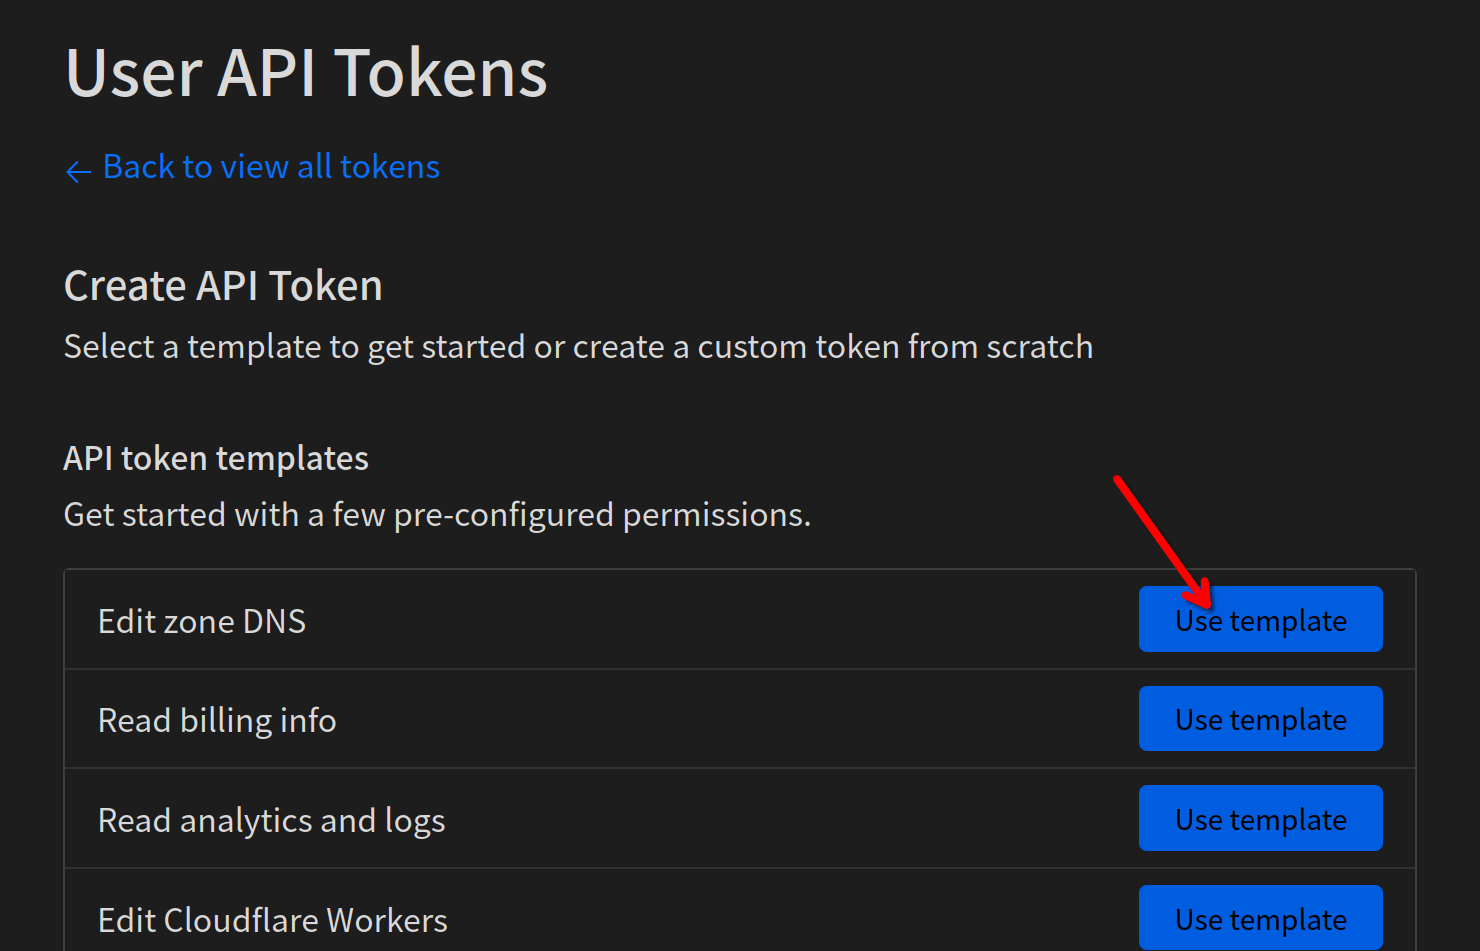 User API Tokens
← Back to view all tokens
Create API Token
Select a template to get started or create a custom token from scratch
API token templates
Get started with a few pre-configured permissions.
Edit zone DNS Use template
Read billing info Use template
Read analytics and logs Use template
Edit Cloudflare Workers Use template